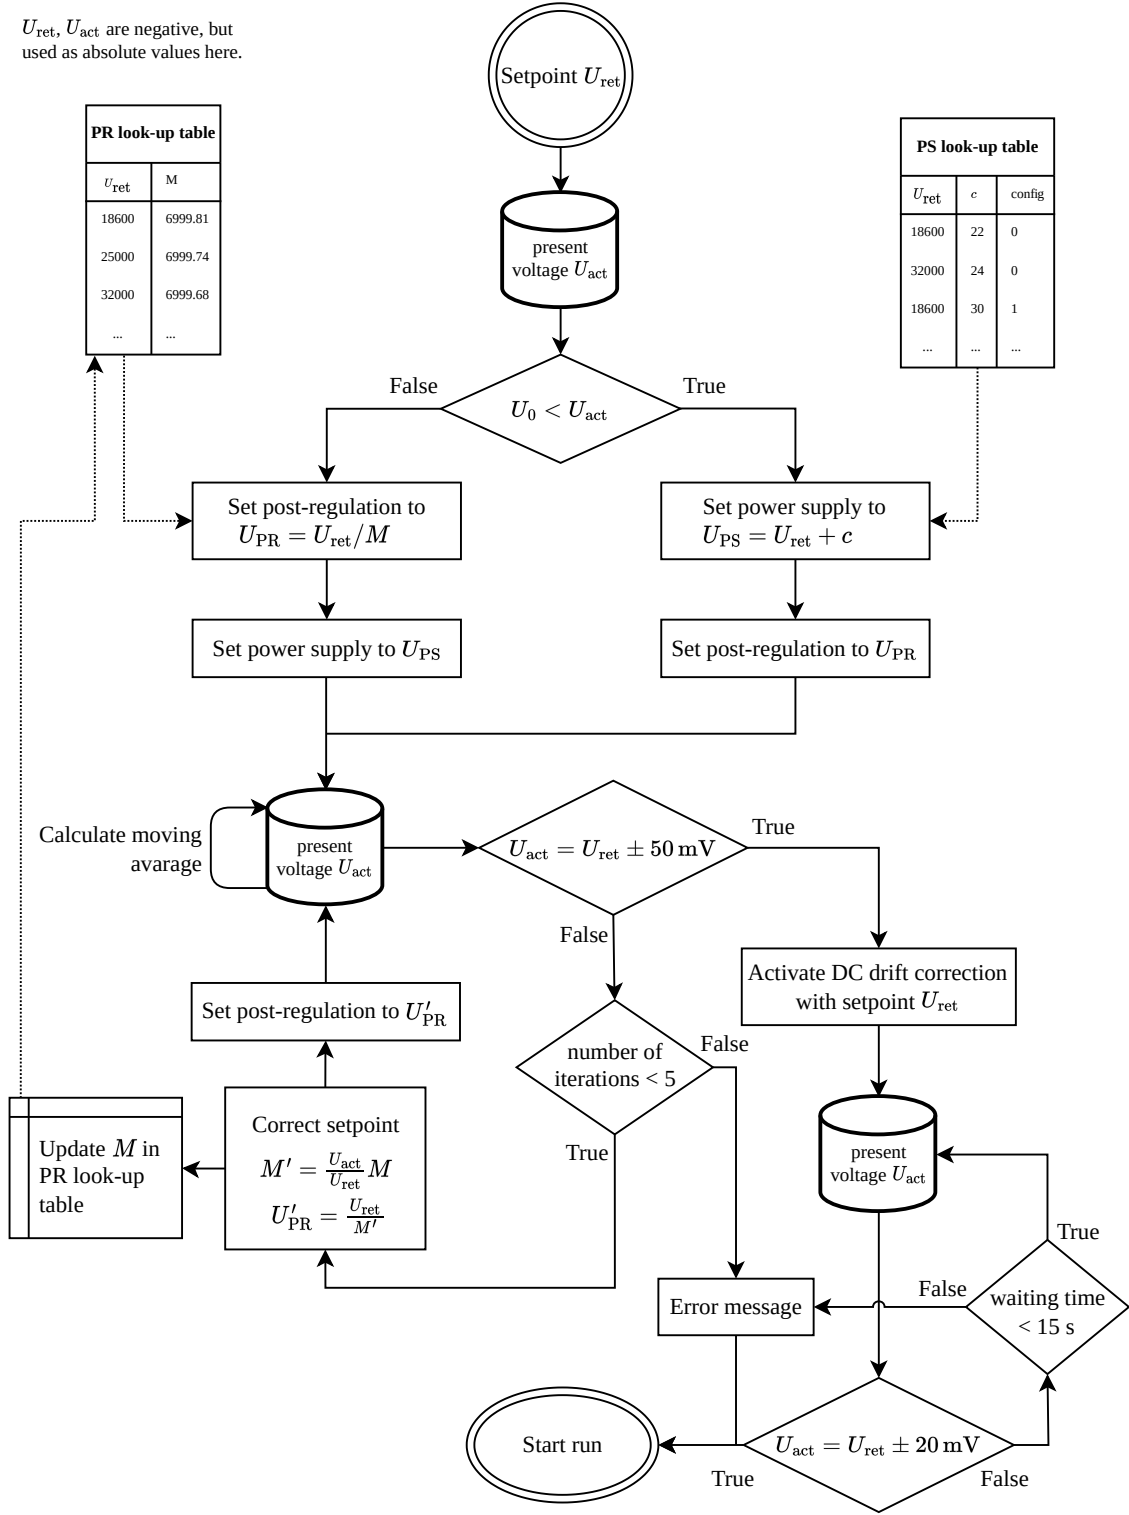 U_ret, U_act are negative, but
used as absolute values here.
Setpoint U_ret
PR look-up table
U_ret M
18600 6999.81
25000 6999.74
32000 6999.68
... ...
PS look-up table
U_ret c config
18600 22 0
32000 24 0
18600 30 1
... ... ...
present
voltage U_act
False
True
U_0 < U_act
Set post-regulation to
U_PR = U_ret/M
Set power supply to
U_PS = U_ret + c
Set power supply to U_PS
Set post-regulation to U_PR
Calculate moving
avarage
present
voltage U_act
U_act = U_ret ± 50 mV
True
False
Activate DC drift correction
with setpoint U_ret
Set post-regulation to U′_PR
number of
iterations < 5
False
True
Correct setpoint
M′ = U_act/U_ret M
U′_PR = U_ret/M′
Update M in
PR look-up
table
present
voltage U_act
True
waiting time
< 15 s
False
Error message
Start run
U_act = U_ret ± 20 mV
True
False